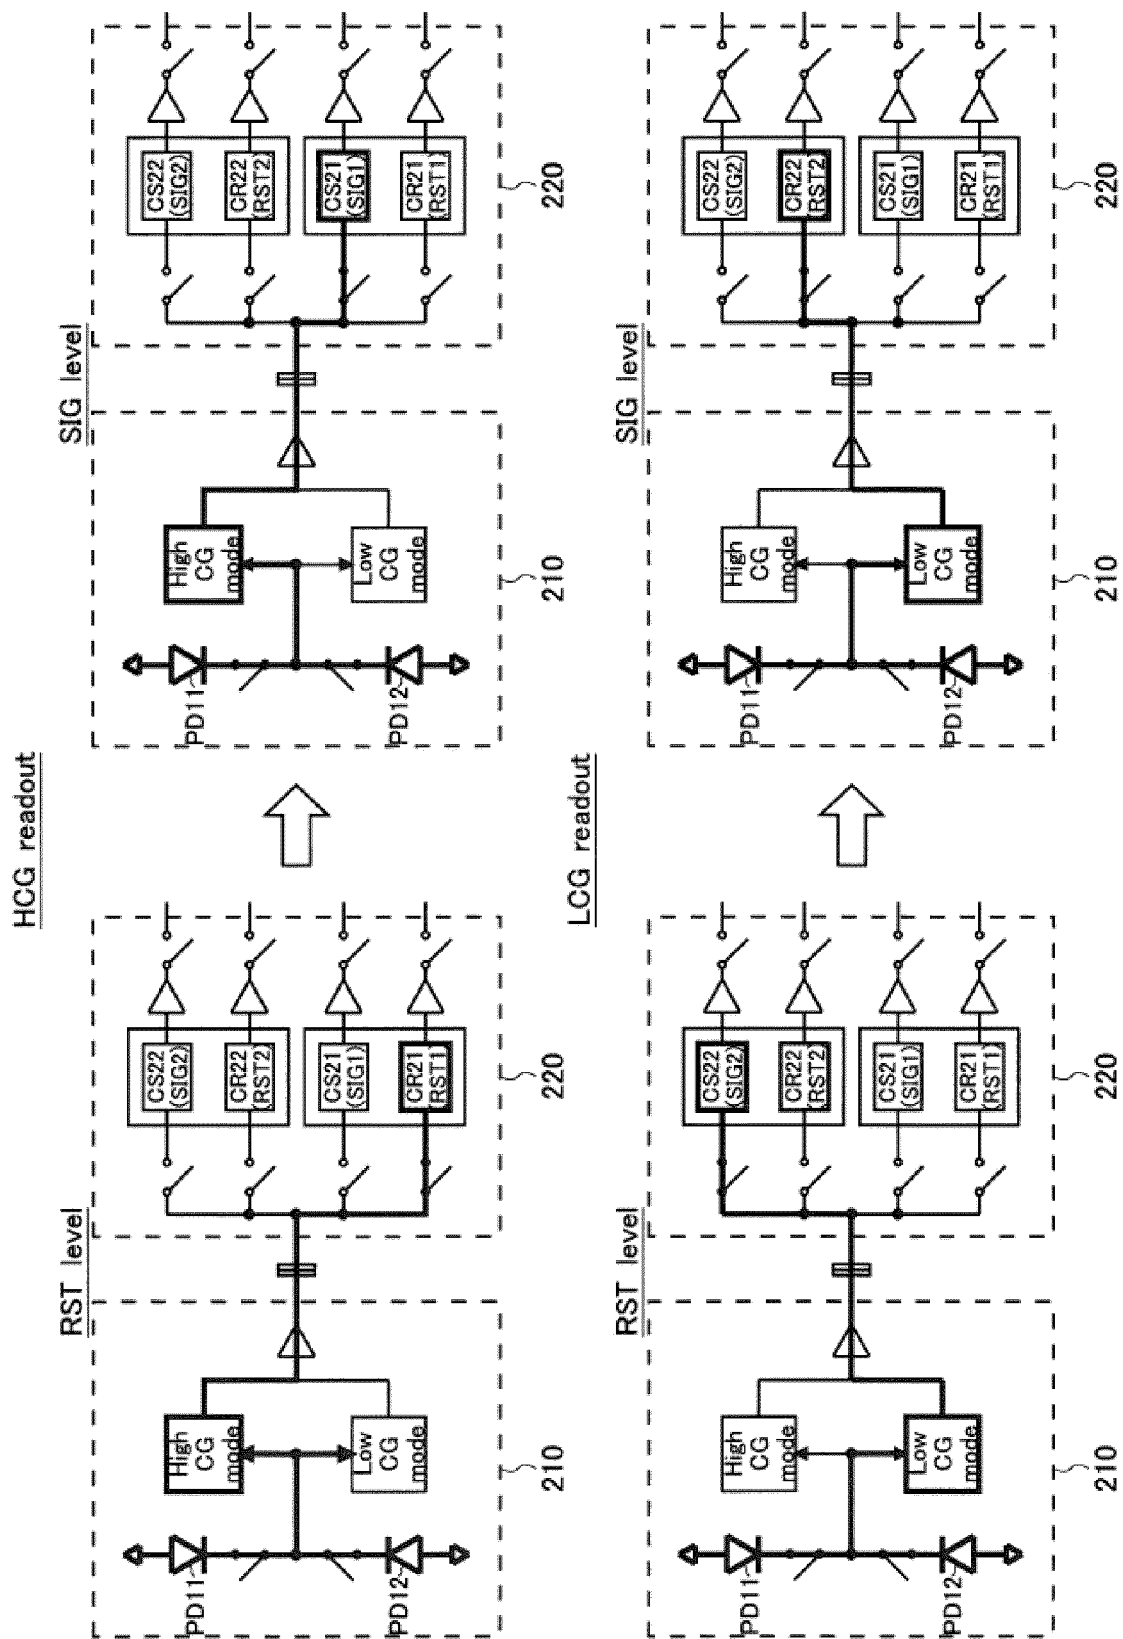 HCG readout
RST level
PD11
PD12
High
CG
mode
Low
CG
mode
210
CS22
(SIG2)
CR22
(RST2)
CS21
(SIG1)
CR21
(RST1)
220
SIG level
PD11
PD12
High
CG
mode
Low
CG
mode
210
CS22
(SIG2)
CR22
(RST2)
CS21
(SIG1)
CR21
(RST1)
220
LCG readout
RST level
PD11
PD12
High
CG
mode
Low
CG
mode
210
CS22
(SIG2)
CR22
(RST2)
CS21
(SIG1)
CR21
(RST1)
220
SIG level
PD11
PD12
High
CG
mode
Low
CG
mode
210
CS22
(SIG2)
CR22
(RST2)
CS21
(SIG1)
CR21
(RST1)
220